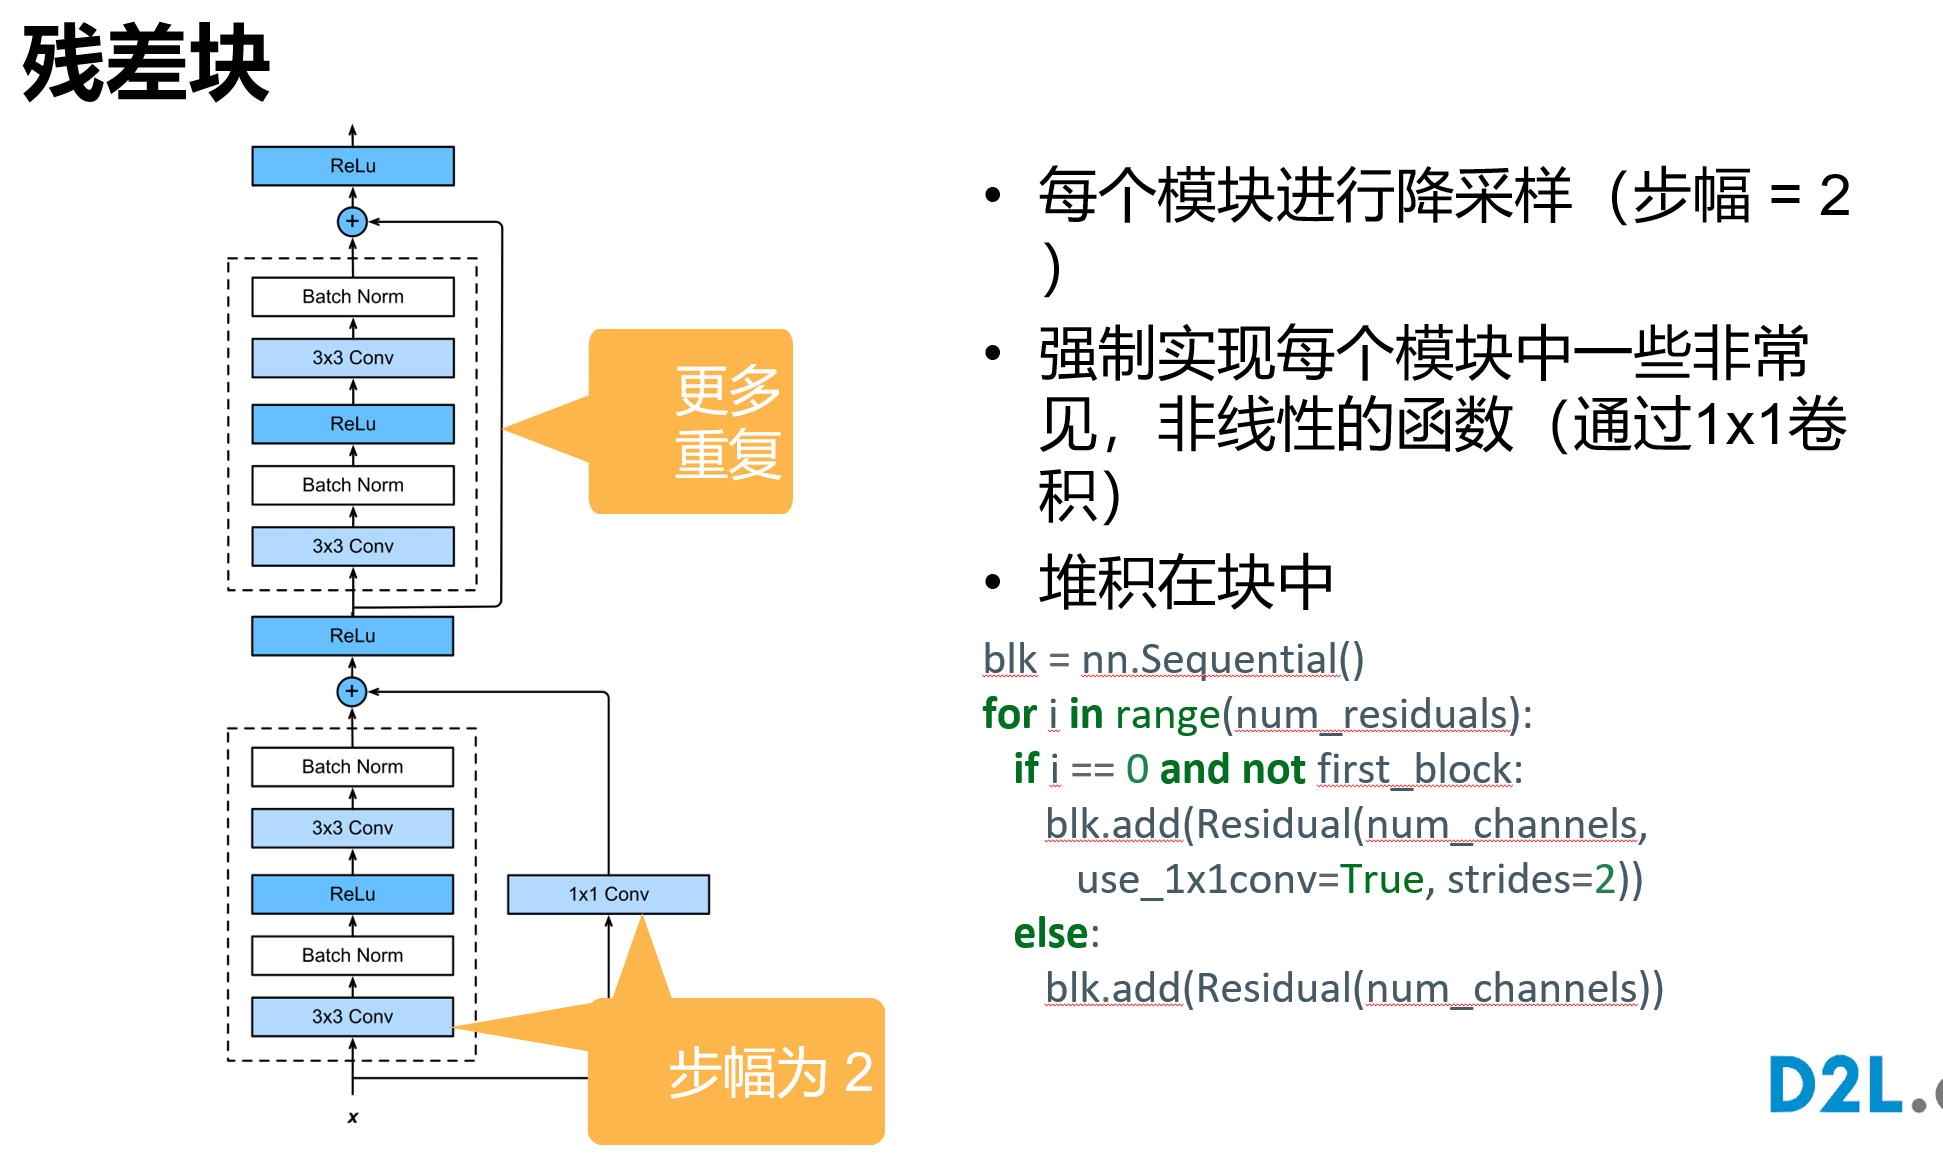 残差块
ReLu
+
Batch Norm
3x3 Conv
ReLu
Batch Norm
3x3 Conv
更多
重复
ReLu
+
Batch Norm
3x3 Conv
ReLu
1x1 Conv
Batch Norm
3x3 Conv
步幅为 2
x
• 每个模块进行降采样（步幅 = 2
）
• 强制实现每个模块中一些非常
见，非线性的函数（通过1x1卷
积）
• 堆积在块中
blk = nn.Sequential()
for i in range(num_residuals):
if i == 0 and not first_block:
blk.add(Residual(num_channels,
use_1x1conv=True, strides=2))
else:
blk.add(Residual(num_channels))
D2L.